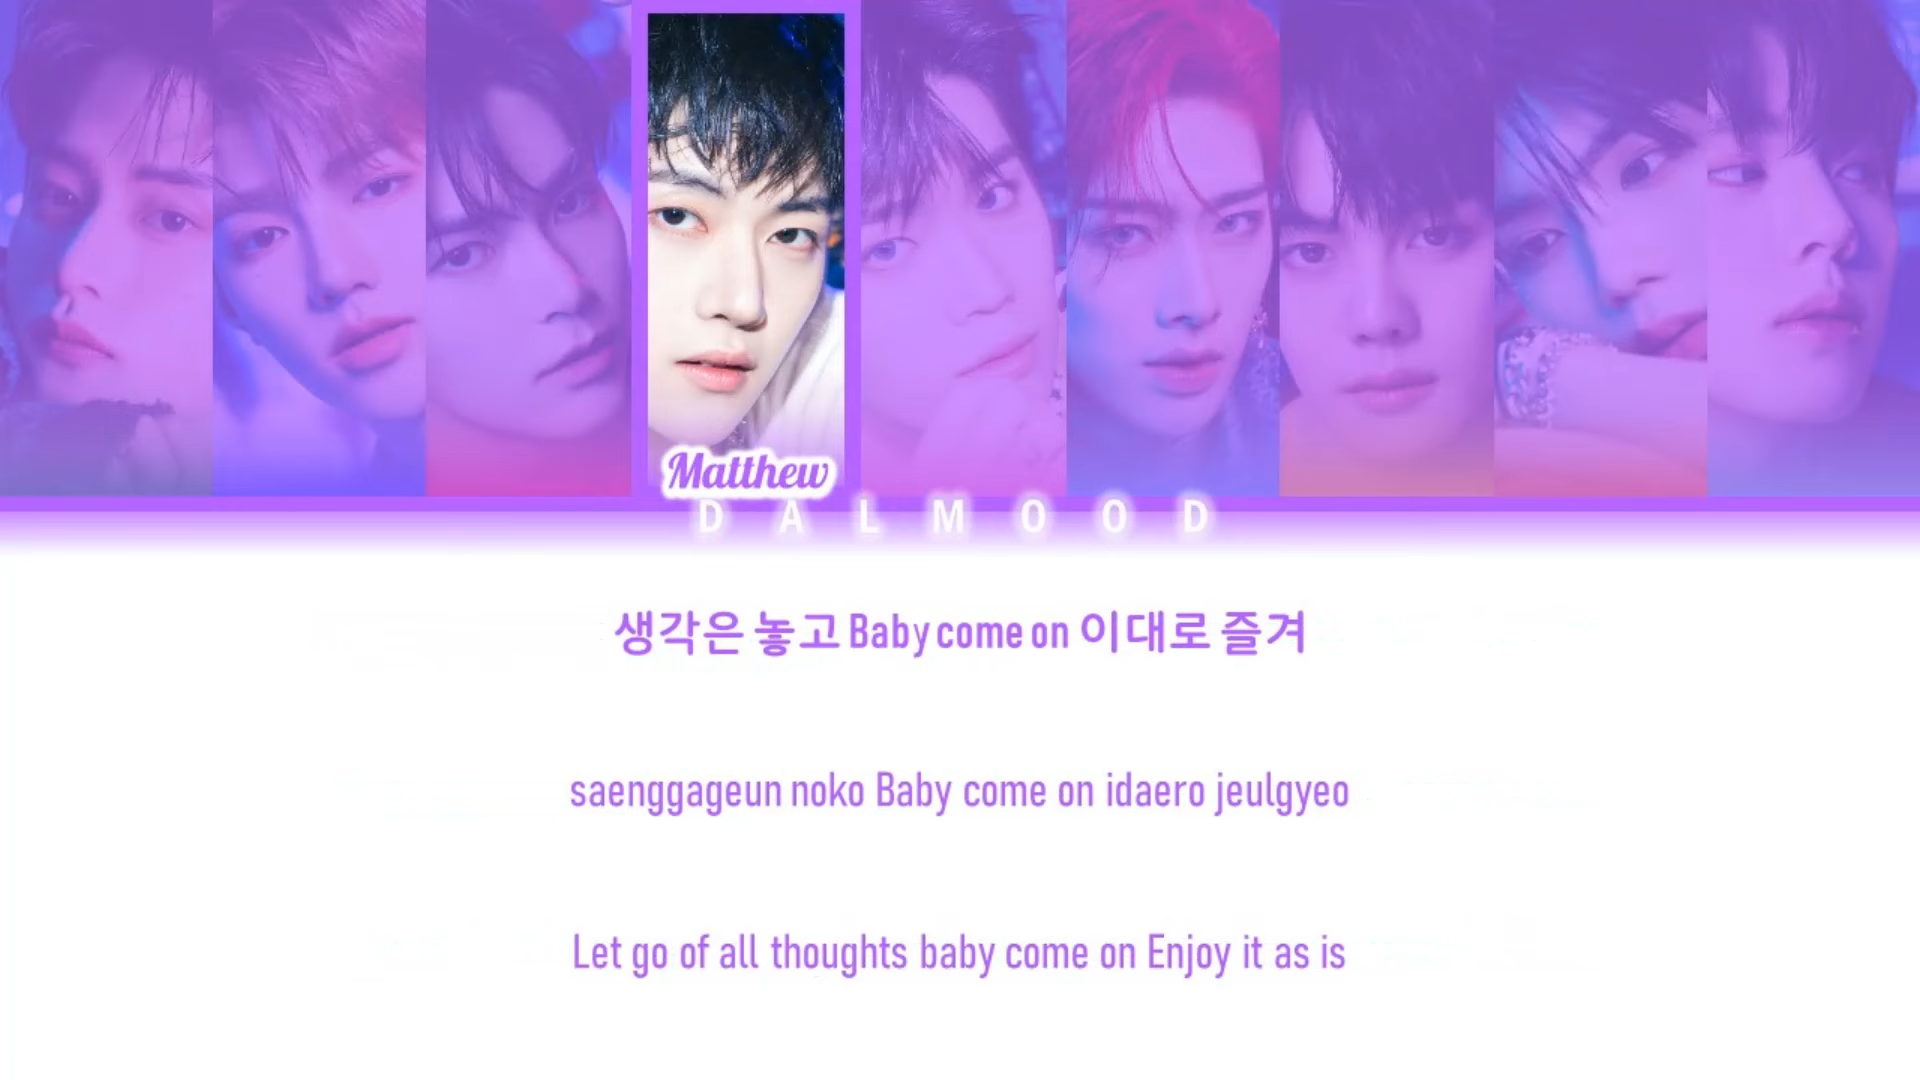 Matthew
DALMOOD
생각은 놓고 Baby come on 이대로 즐겨
saenggageun noko Baby come on idaero jeulgyeo
Let go of all thoughts baby come on Enjoy it as is